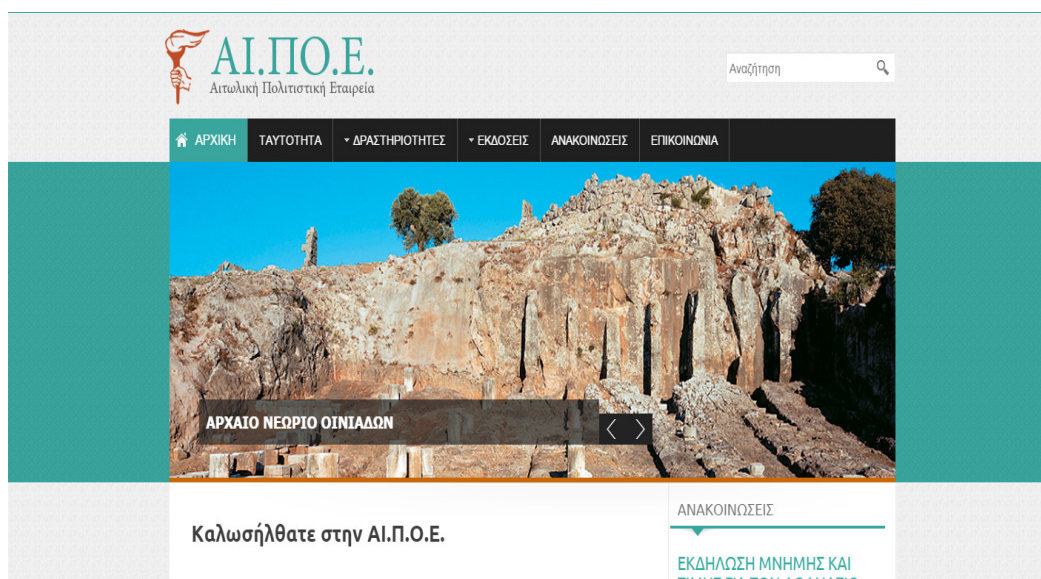 ΑΙ.ΠΟ.Ε.
Αιτωλική Πολιτιστική Εταιρεία
Αναζήτηση
ΑΡΧΙΚΗ ΤΑΥΤΟΤΗΤΑ ΔΡΑΣΤΗΡΙΟΤΗΤΕΣ ΕΚΔΟΣΕΙΣ ΑΝΑΚΟΙΝΩΣΕΙΣ ΕΠΙΚΟΙΝΩΝΙΑ
ΑΡΧΑΙΟ ΝΕΩΡΙΟ ΟΙΝΙΑΔΩΝ
ΑΝΑΚΟΙΝΩΣΕΙΣ
Καλωσήλθατε στην ΑΙ.Π.Ο.Ε.
ΕΚΔΗΛΩΣΗ ΜΝΗΜΗΣ ΚΑΙ